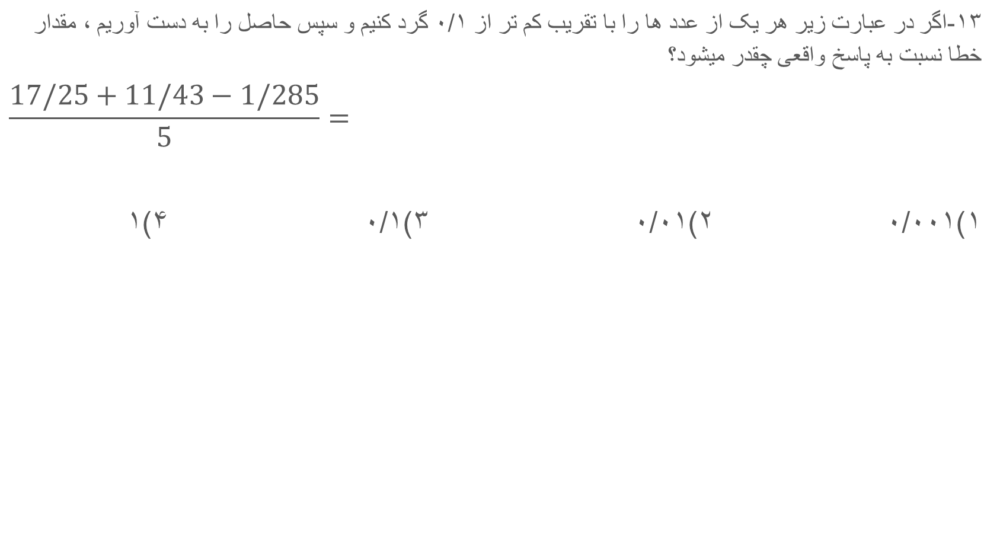 ۱۳-اگر در عبارت زیر هر یک از عدد ها را با تقریب کم تر از ۰/۱ گرد کنیم و سپس حاصل را به دست آوریم ، مقدار
خطا نسبت به پاسخ واقعی چقدر میشود؟
17/25 + 11/43 − 1/285
=
5
۱)۰/۰۰۱ ۲)۰/۰۱ ۳)۰/۱ ۴)۱